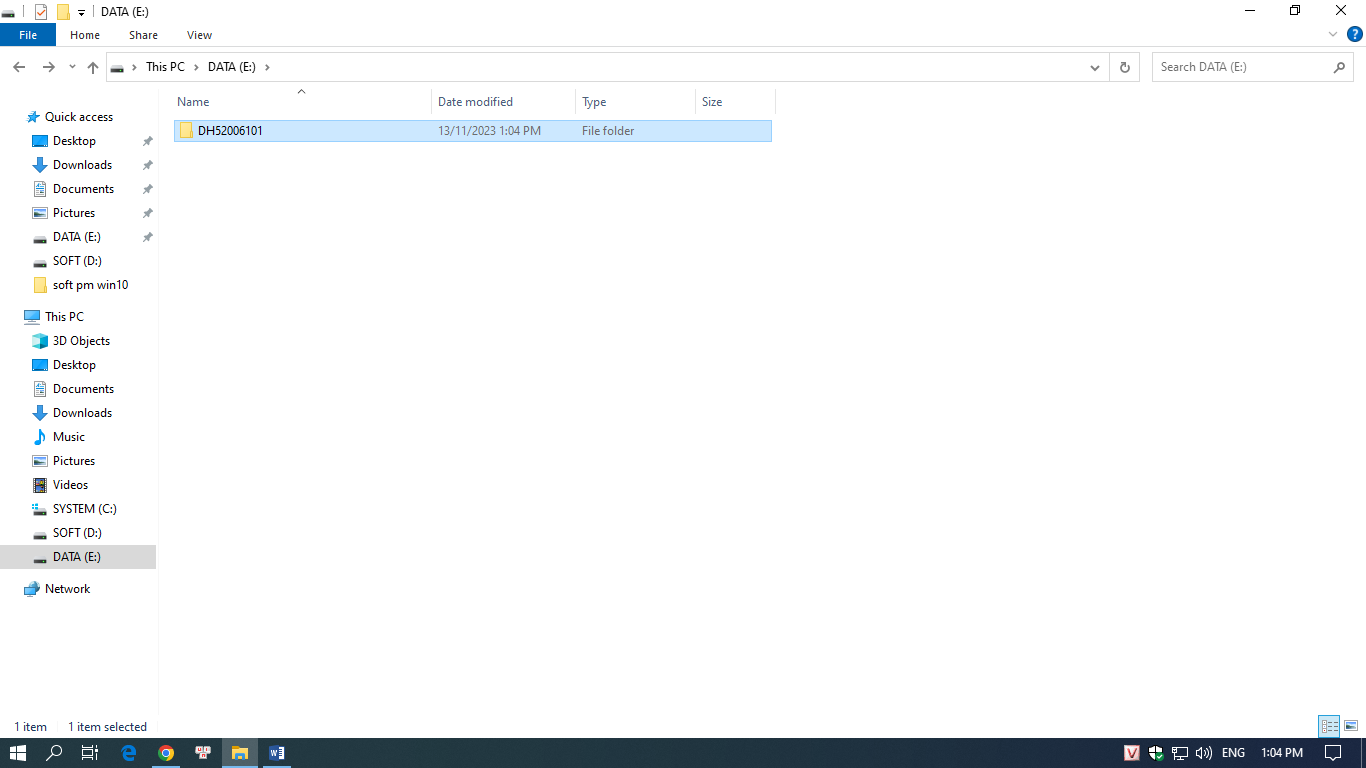 DATA (E:)
File Home Share View
This PC DATA (E:) Search DATA (E:)
Name Date modified Type Size
DH52006101 13/11/2023 1:04 PM File folder
Quick access
Desktop
Downloads
Documents
Pictures
DATA (E:)
SOFT (D:)
soft pm win10
This PC
3D Objects
Desktop
Documents
Downloads
Music
Pictures
Videos
SYSTEM (C:)
SOFT (D:)
DATA (E:)
Network
1 item 1 item selected
ENG 1:04 PM